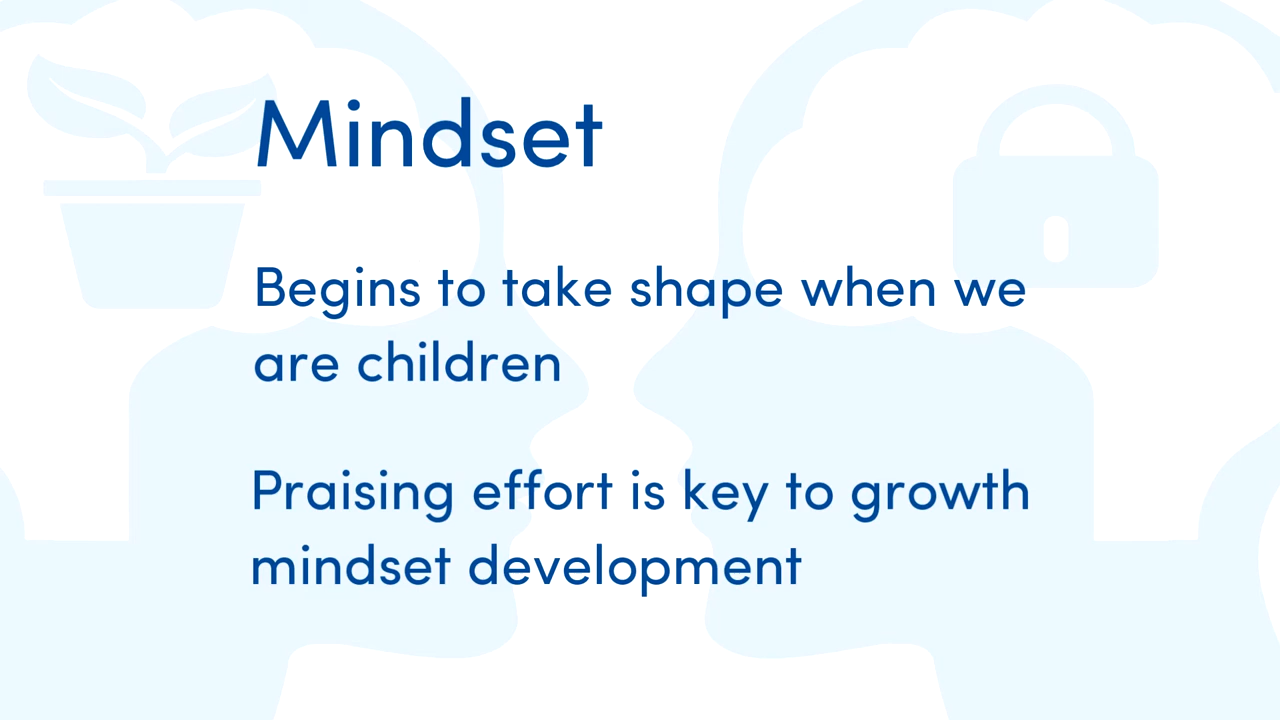 Mindset
Begins to take shape when we
are children
Praising effort is key to growth
mindset development